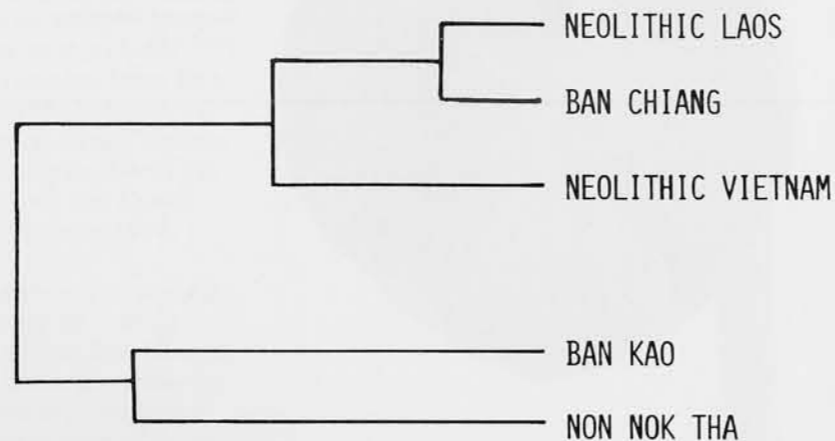 NEOLITHIC LAOS
BAN CHIANG
NEOLITHIC VIETNAM
BAN KAO
NON NOK THA